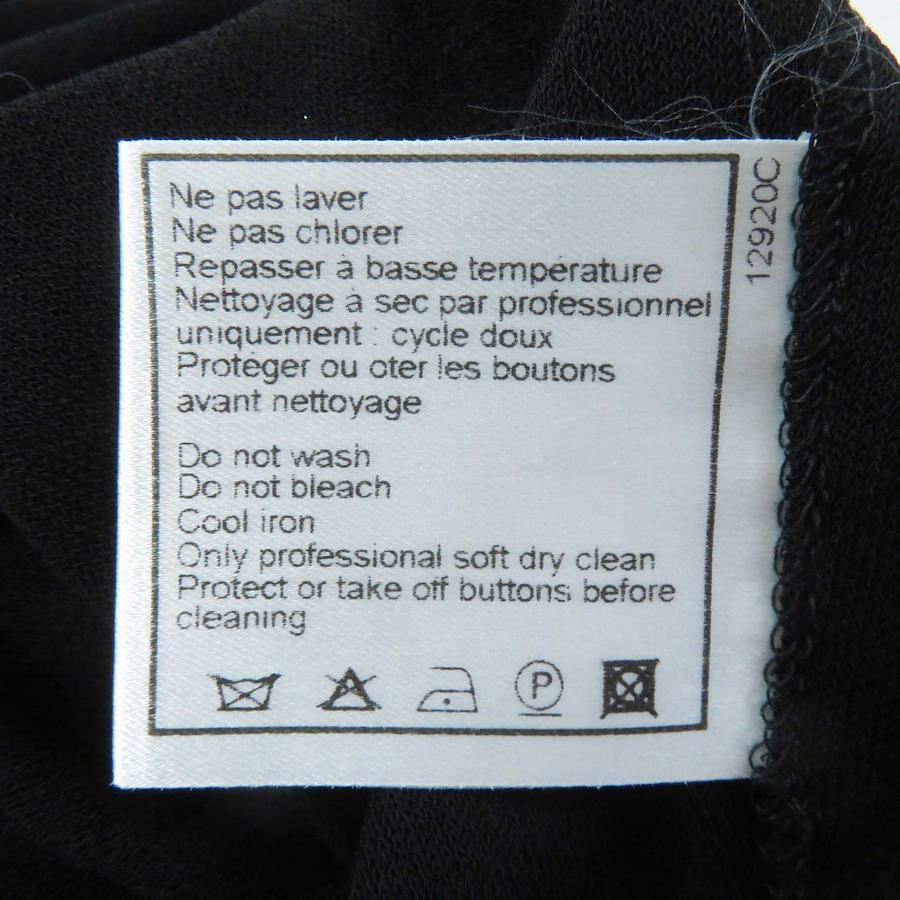 Ne pas laver
Ne pas chlorer
Repasser à basse température
Nettoyage à sec par professionnel
uniquement : cycle doux
Protéger ou oter les boutons
avant nettoyage
Do not wash
Do not bleach
Cool iron
Only professional soft dry clean
Protect or take off buttons before
cleaning
P
12920C